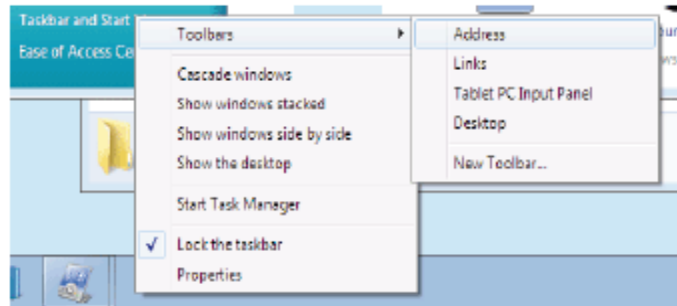 Taskbar and Start
Ease of Access Ce
Toolbars
Cascade windows
Show windows stacked
Show windows side by side
Show the desktop
Start Task Manager
Lock the taskbar
Properties
Address
Links
Tablet PC Input Panel
Desktop
New Toolbar...